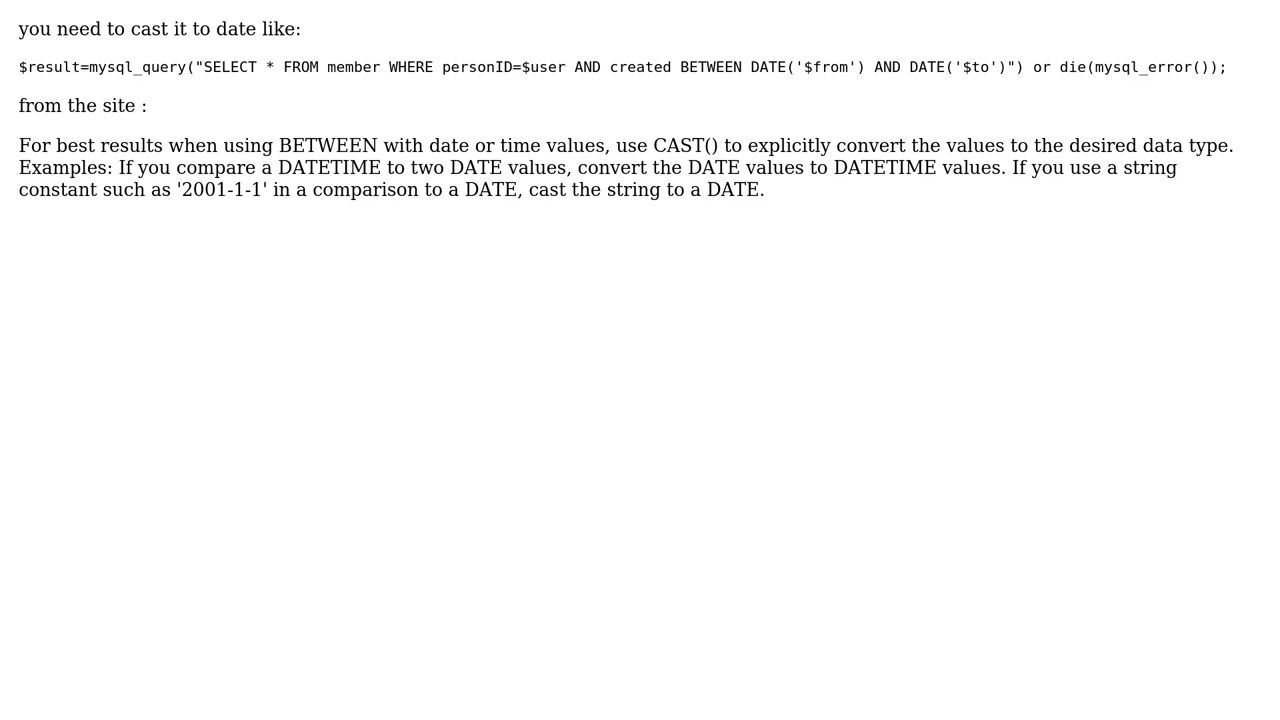 you need to cast it to date like:
$result=mysql_query("SELECT * FROM member WHERE personID=$user AND created BETWEEN DATE('$from') AND DATE('$to')") or die(mysql_error());
from the site :
For best results when using BETWEEN with date or time values, use CAST() to explicitly convert the values to the desired data type.
Examples: If you compare a DATETIME to two DATE values, convert the DATE values to DATETIME values. If you use a string
constant such as '2001-1-1' in a comparison to a DATE, cast the string to a DATE.